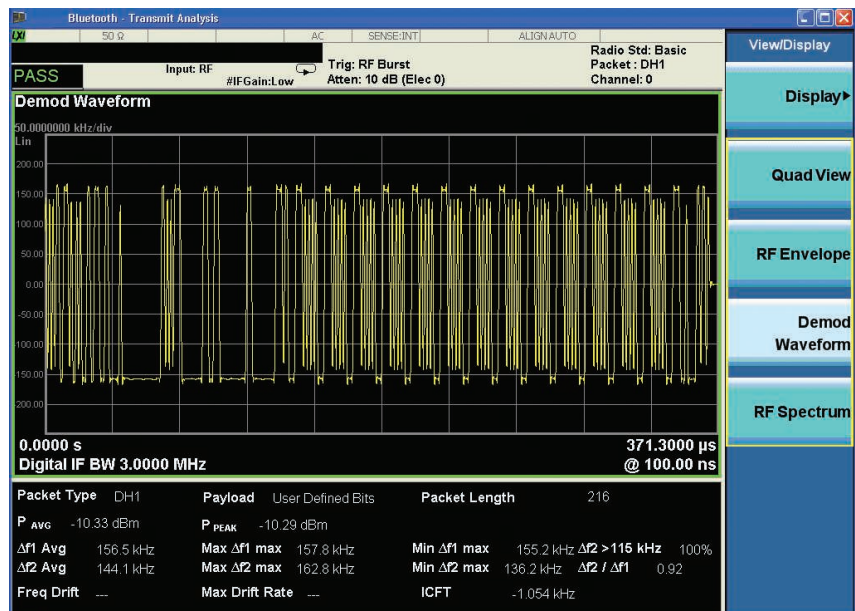 Bluetooth - Transmit Analysis
LXI 50 Ω AC SENSE:INT ALIGN AUTO
Radio Std: Basic
Trig: RF Burst Packet : DH1
PASS Input: RF #IFGain:Low Atten: 10 dB (Elec 0) Channel: 0
Demod Waveform
50.0000000 kHz/div
Lin
200.00
150.00
100.00
50.00
0.00
-50.00
-100.00
-150.00
-200.00
0.0000 s 371.3000 µs
Digital IF BW 3.0000 MHz @ 100.00 ns
Packet Type DH1 Payload User Defined Bits Packet Length 216
P AVG -10.33 dBm P PEAK -10.29 dBm
Δf1 Avg 156.5 kHz Max Δf1 max 157.8 kHz Min Δf1 max 155.2 kHz Δf2 >115 kHz 100%
Δf2 Avg 144.1 kHz Max Δf2 max 162.8 kHz Min Δf2 max 136.2 kHz Δf2 / Δf1 0.92
Freq Drift --- Max Drift Rate --- ICFT -1.054 kHz
View/Display
Display
Quad View
RF Envelope
Demod
Waveform
RF Spectrum